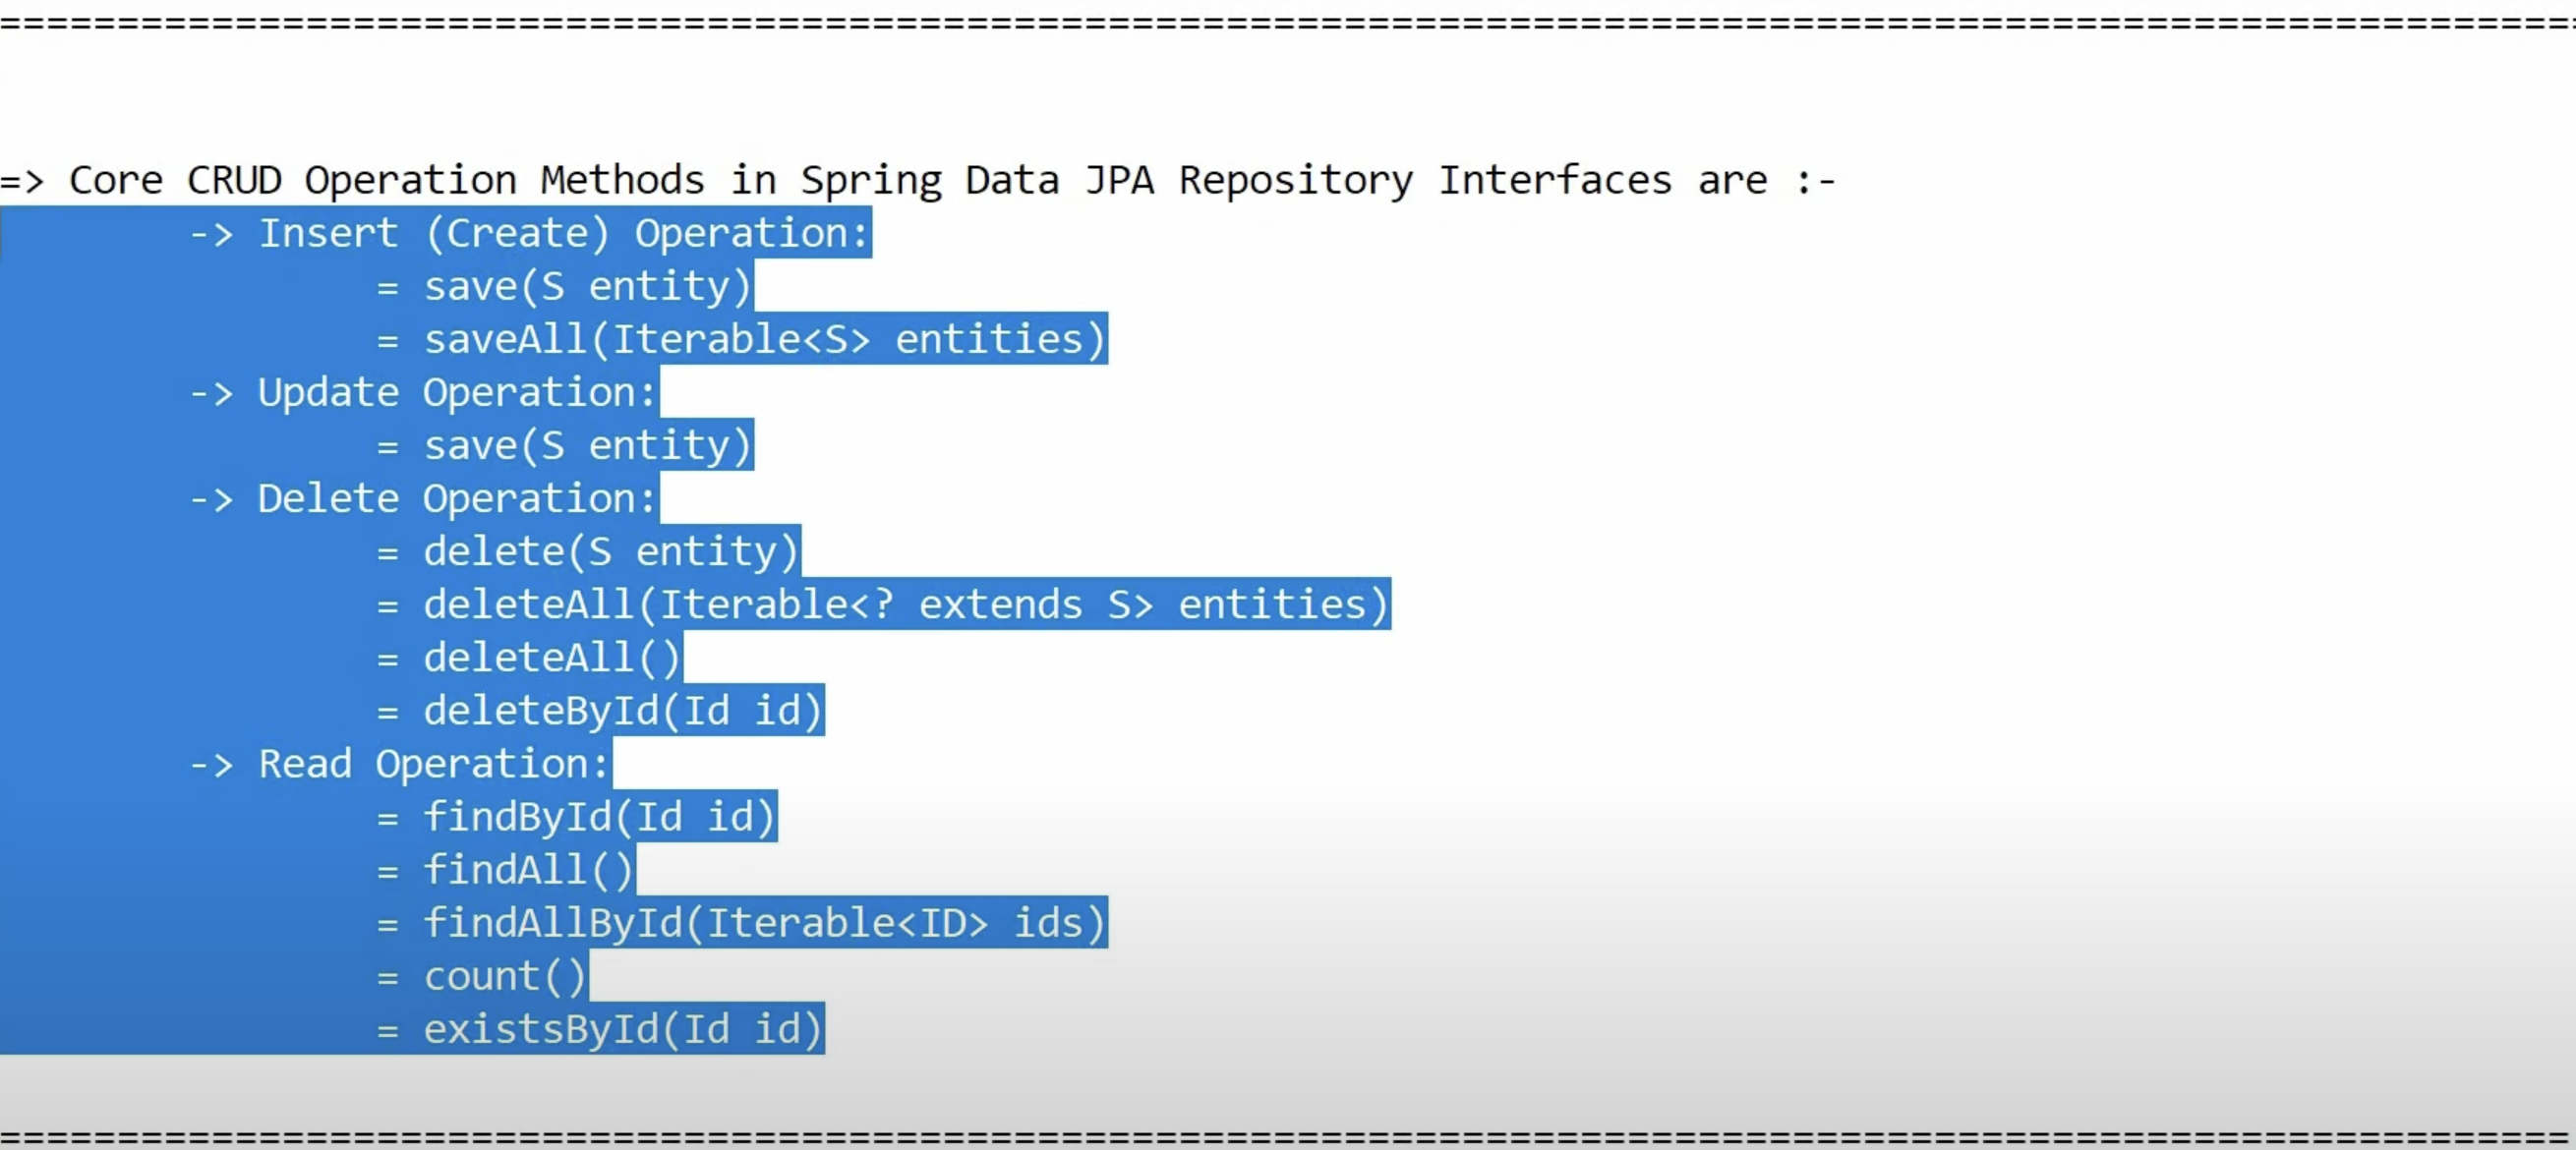 ================================================================================================================
=> Core CRUD Operation Methods in Spring Data JPA Repository Interfaces are :-
-> Insert (Create) Operation:
= save(S entity)
= saveAll(Iterable<S> entities)
-> Update Operation:
= save(S entity)
-> Delete Operation:
= delete(S entity)
= deleteAll(Iterable<? extends S> entities)
= deleteAll()
= deleteById(Id id)
-> Read Operation:
= findById(Id id)
= findAll()
= findAllById(Iterable<ID> ids)
= count()
= existsById(Id id)
================================================================================================================